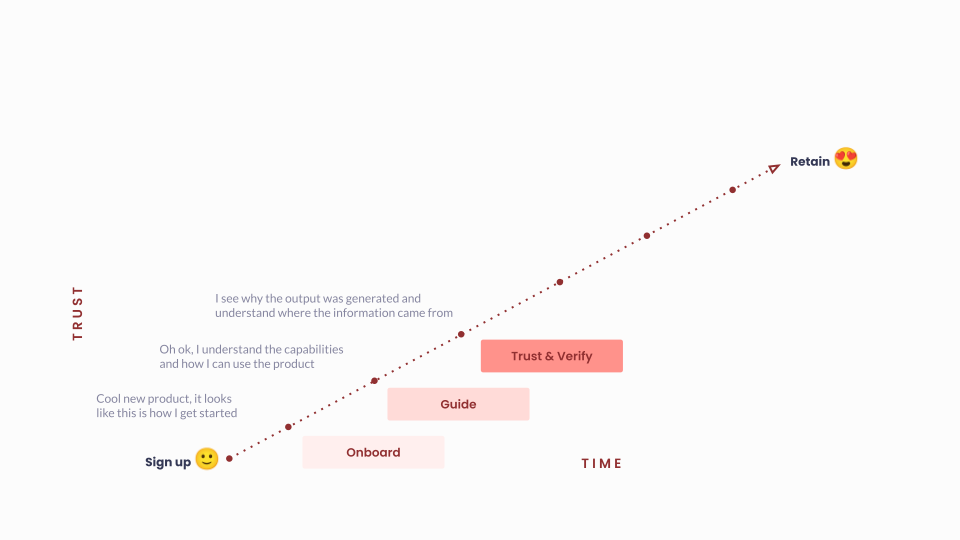 Retain
I see why the output was generated and
understand where the information came from
TRUST
Oh ok, I understand the capabilities
and how I can use the product
Trust & Verify
Cool new product, it looks
like this is how I get started
Guide
Onboard
Sign up
TIME